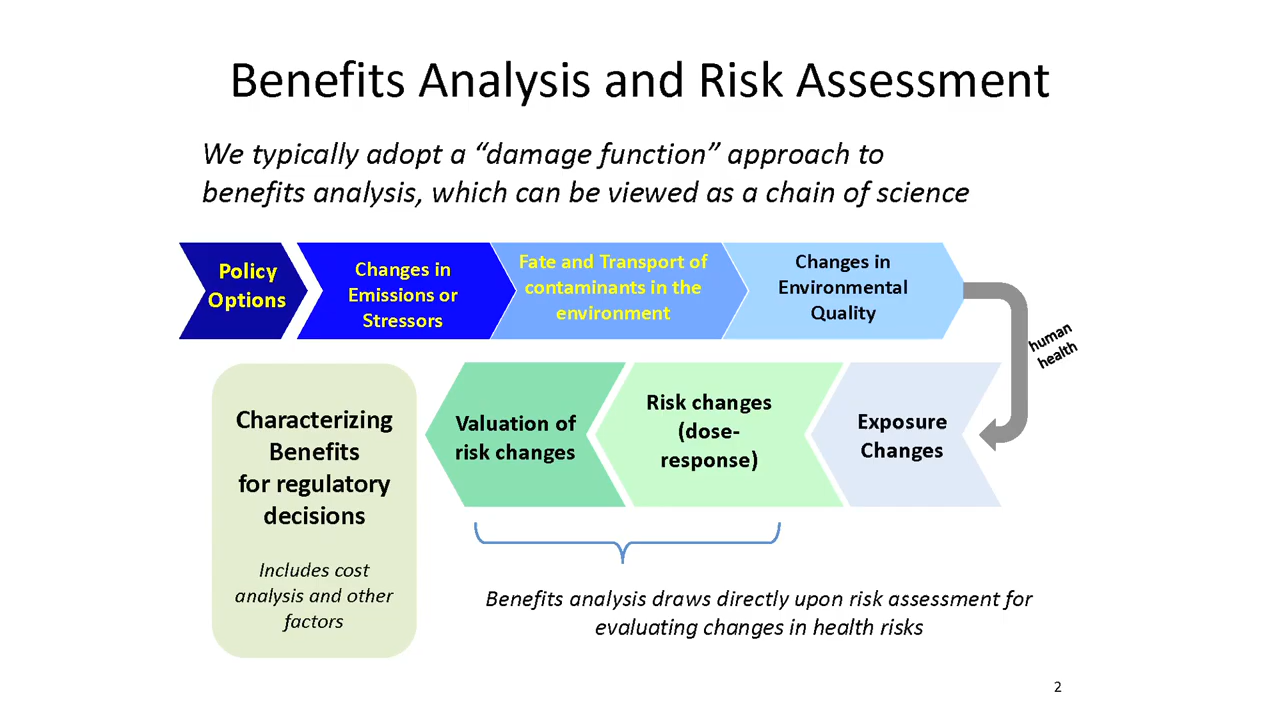 Benefits Analysis and Risk Assessment
We typically adopt a “damage function” approach to
benefits analysis, which can be viewed as a chain of science
Policy
Options
Changes in
Emissions or
Stressors
Fate and Transport of
contaminants in the
environment
Changes in
Environmental
Quality
human
health
Exposure
Changes
Risk changes
(dose-
response)
Valuation of
risk changes
Characterizing
Benefits
for regulatory
decisions
Includes cost
analysis and other
factors
Benefits analysis draws directly upon risk assessment for
evaluating changes in health risks
2